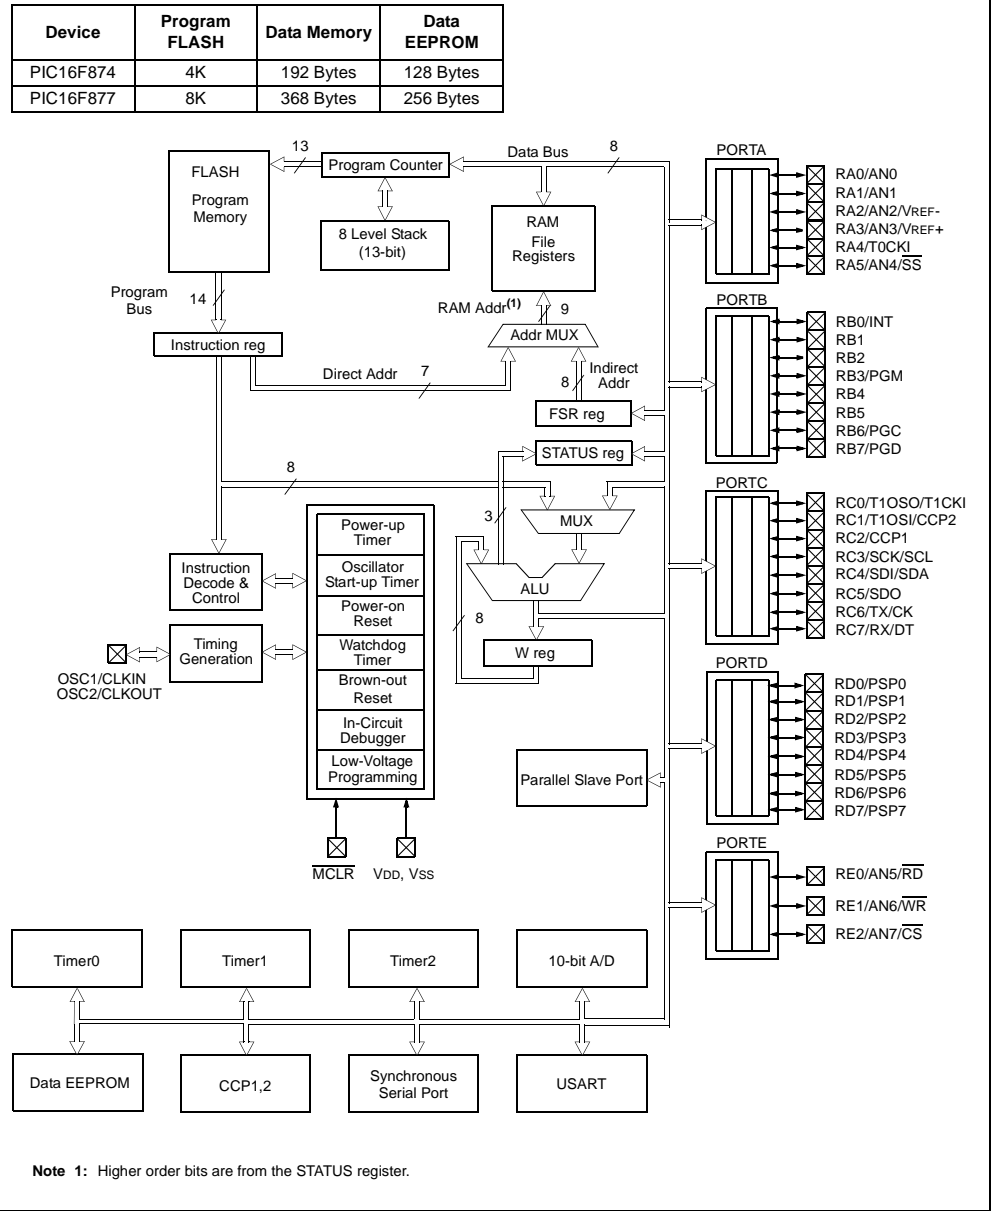 Device Program FLASH Data Memory Data EEPROM
PIC16F874 4K 192 Bytes 128 Bytes
PIC16F877 8K 368 Bytes 256 Bytes
13
Program Counter
Data Bus
8
FLASH
Program
Memory
8 Level Stack
(13-bit)
RAM
File
Registers
Program
Bus
14
RAM Addr(1)
9
Instruction reg
Addr MUX
Direct Addr
7
8
Indirect
Addr
FSR reg
STATUS reg
8
3
MUX
ALU
8
W reg
Instruction
Decode &
Control
Timing
Generation
OSC1/CLKIN
OSC2/CLKOUT
Power-up
Timer
Oscillator
Start-up Timer
Power-on
Reset
Watchdog
Timer
Brown-out
Reset
In-Circuit
Debugger
Low-Voltage
Programming
MCLR
VDD, VSS
Parallel Slave Port
PORTA
RA0/AN0
RA1/AN1
RA2/AN2/VREF-
RA3/AN3/VREF+
RA4/T0CKI
RA5/AN4/SS
PORTB
RB0/INT
RB1
RB2
RB3/PGM
RB4
RB5
RB6/PGC
RB7/PGD
PORTC
RC0/T1OSO/T1CKI
RC1/T1OSI/CCP2
RC2/CCP1
RC3/SCK/SCL
RC4/SDI/SDA
RC5/SDO
RC6/TX/CK
RC7/RX/DT
PORTD
RD0/PSP0
RD1/PSP1
RD2/PSP2
RD3/PSP3
RD4/PSP4
RD5/PSP5
RD6/PSP6
RD7/PSP7
PORTE
RE0/AN5/RD
RE1/AN6/WR
RE2/AN7/CS
Timer0
Timer1
Timer2
10-bit A/D
Data EEPROM
CCP1,2
Synchronous
Serial Port
USART
Note 1: Higher order bits are from the STATUS register.